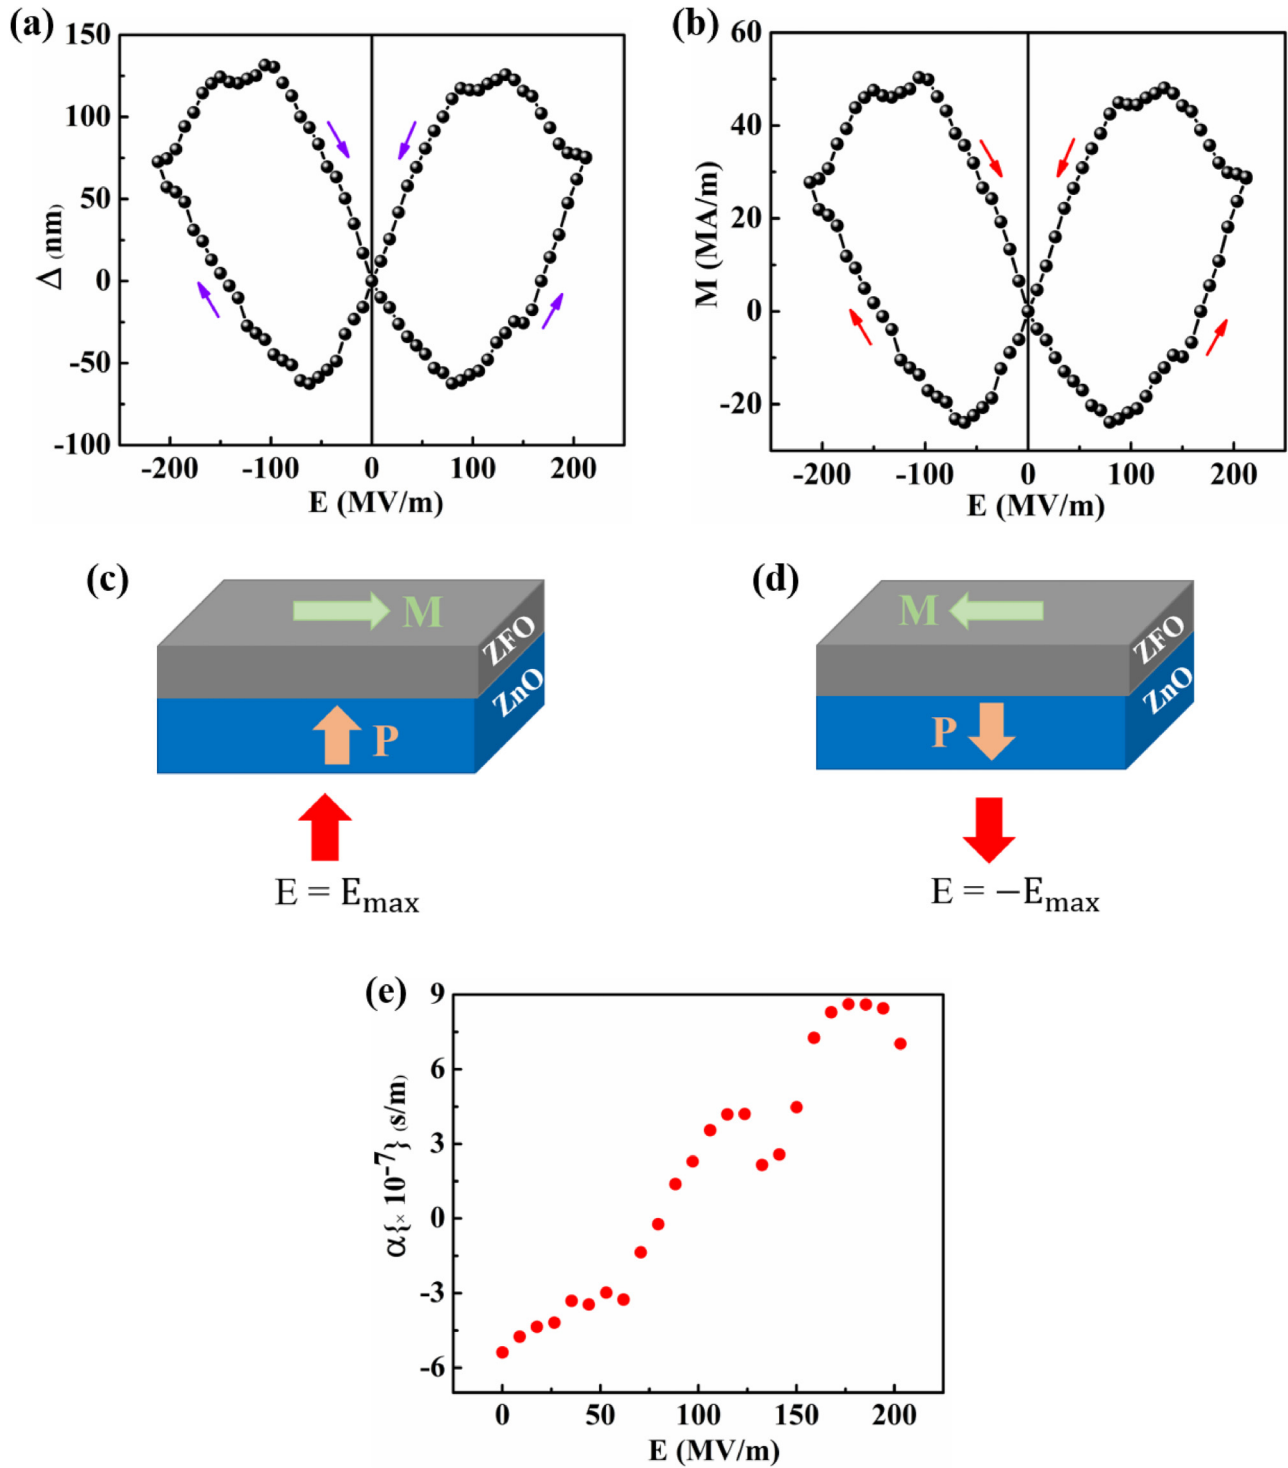 (a)
Δ (nm)
150
100
50
0
-50
-100
-200
-100
0
100
200
E (MV/m)
(b)
M (MA/m)
60
40
20
0
-20
-200
-100
0
100
200
E (MV/m)
(c)
M
ZFO
ZnO
P
E = Emax
(d)
M
ZFO
ZnO
P
E = −Emax
(e)
α{× 10⁻⁷} (s/m)
9
6
3
0
-3
-6
0
50
100
150
200
E (MV/m)